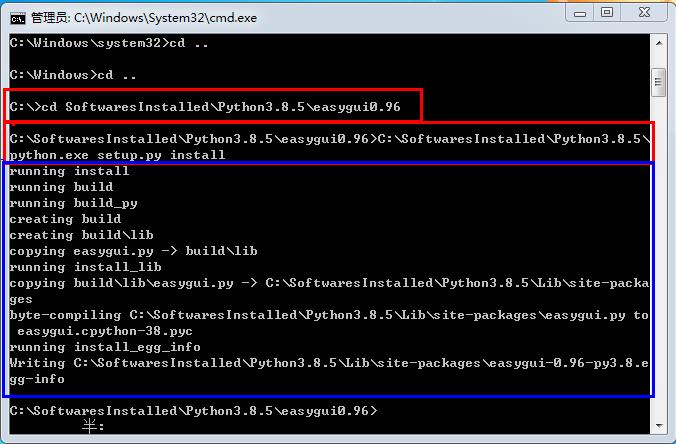 管理员: C:\Windows\System32\cmd.exe
C:\Windows\system32>cd ..
C:\Windows>cd ..
C:\>cd SoftwaresInstalled\Python3.8.5\easygui0.96
C:\SoftwaresInstalled\Python3.8.5\easygui0.96>C:\SoftwaresInstalled\Python3.8.5\
python.exe setup.py install
running install
running build
running build_py
creating build
creating build\lib
copying easygui.py -> build\lib
running install_lib
copying build\lib\easygui.py -> C:\SoftwaresInstalled\Python3.8.5\Lib\site-packa
ges
byte-compiling C:\SoftwaresInstalled\Python3.8.5\Lib\site-packages\easygui.py to
 easygui.cpython-38.pyc
running install_egg_info
Writing C:\SoftwaresInstalled\Python3.8.5\Lib\site-packages\easygui-0.96-py3.8.e
gg-info
C:\SoftwaresInstalled\Python3.8.5\easygui0.96>
半: